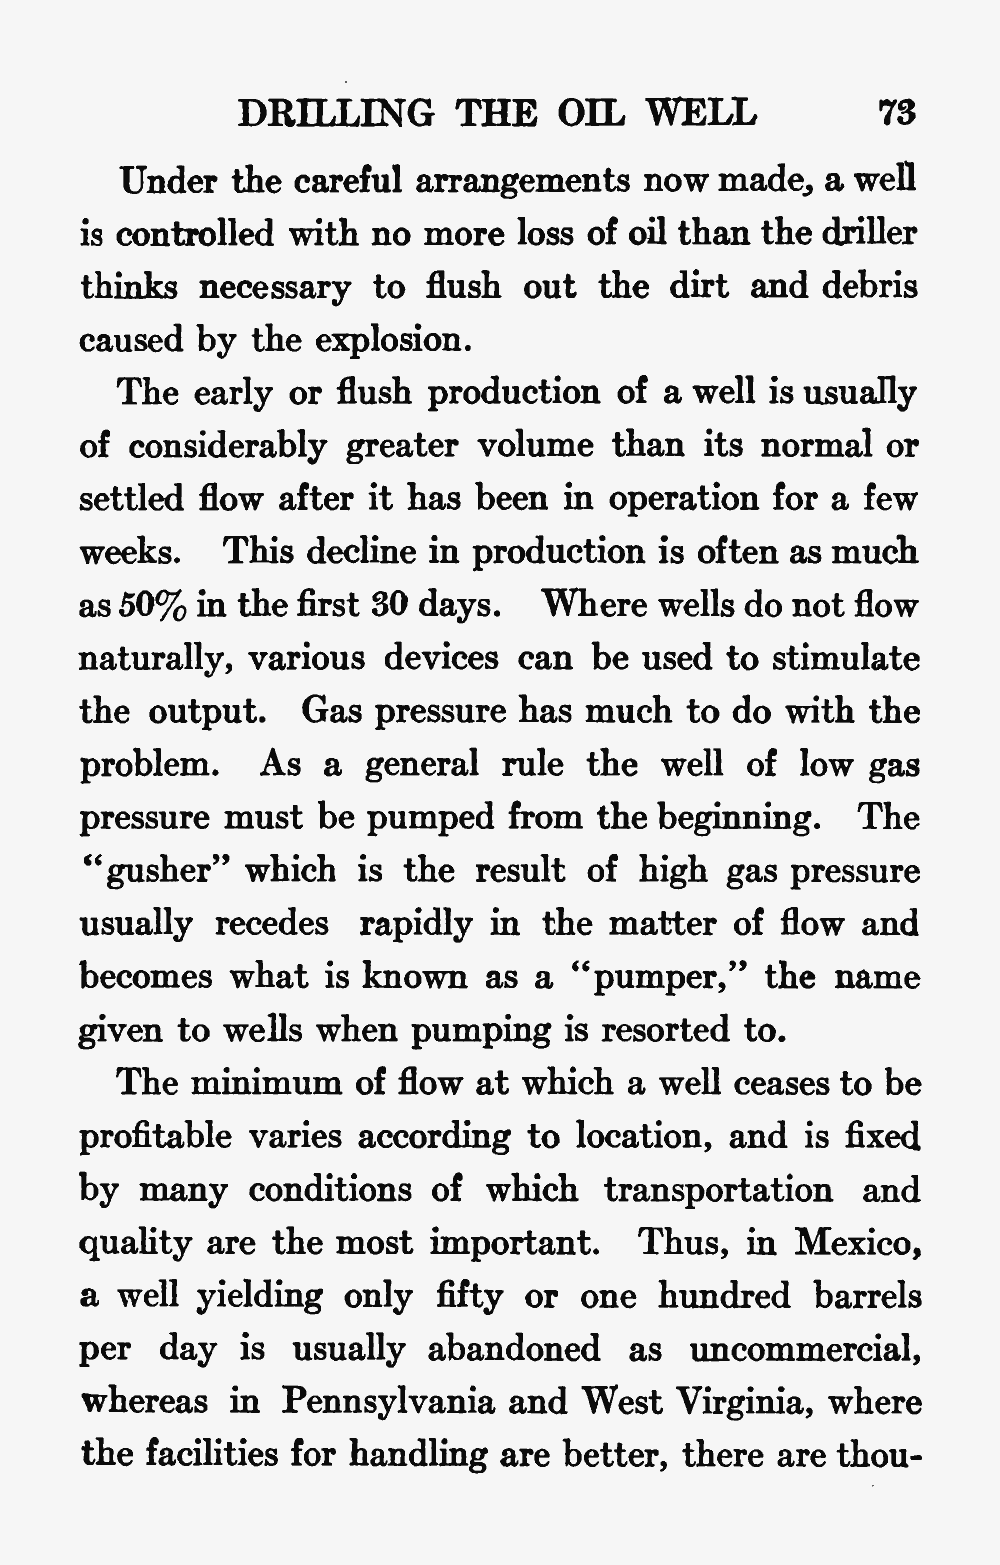 DRILLING THE OIL WELL 73
Under the careful arrangements now made, a well
is controlled with no more loss of oil than the driller
thinks necessary to flush out the dirt and debris
caused by the explosion.
The early or flush production of a well is usually
of considerably greater volume than its normal or
settled flow after it has been in operation for a few
weeks. This decline in production is often as much
as 50% in the first 30 days. Where wells do not flow
naturally, various devices can be used to stimulate
the output. Gas pressure has much to do with the
problem. As a general rule the well of low gas
pressure must be pumped from the beginning. The
“gusher” which is the result of high gas pressure
usually recedes rapidly in the matter of flow and
becomes what is known as a “pumper,” the name
given to wells when pumping is resorted to.
The minimum of flow at which a well ceases to be
profitable varies according to location, and is fixed
by many conditions of which transportation and
quality are the most important. Thus, in Mexico,
a well yielding only fifty or one hundred barrels
per day is usually abandoned as uncommercial,
whereas in Pennsylvania and West Virginia, where
the facilities for handling are better, there are thou-